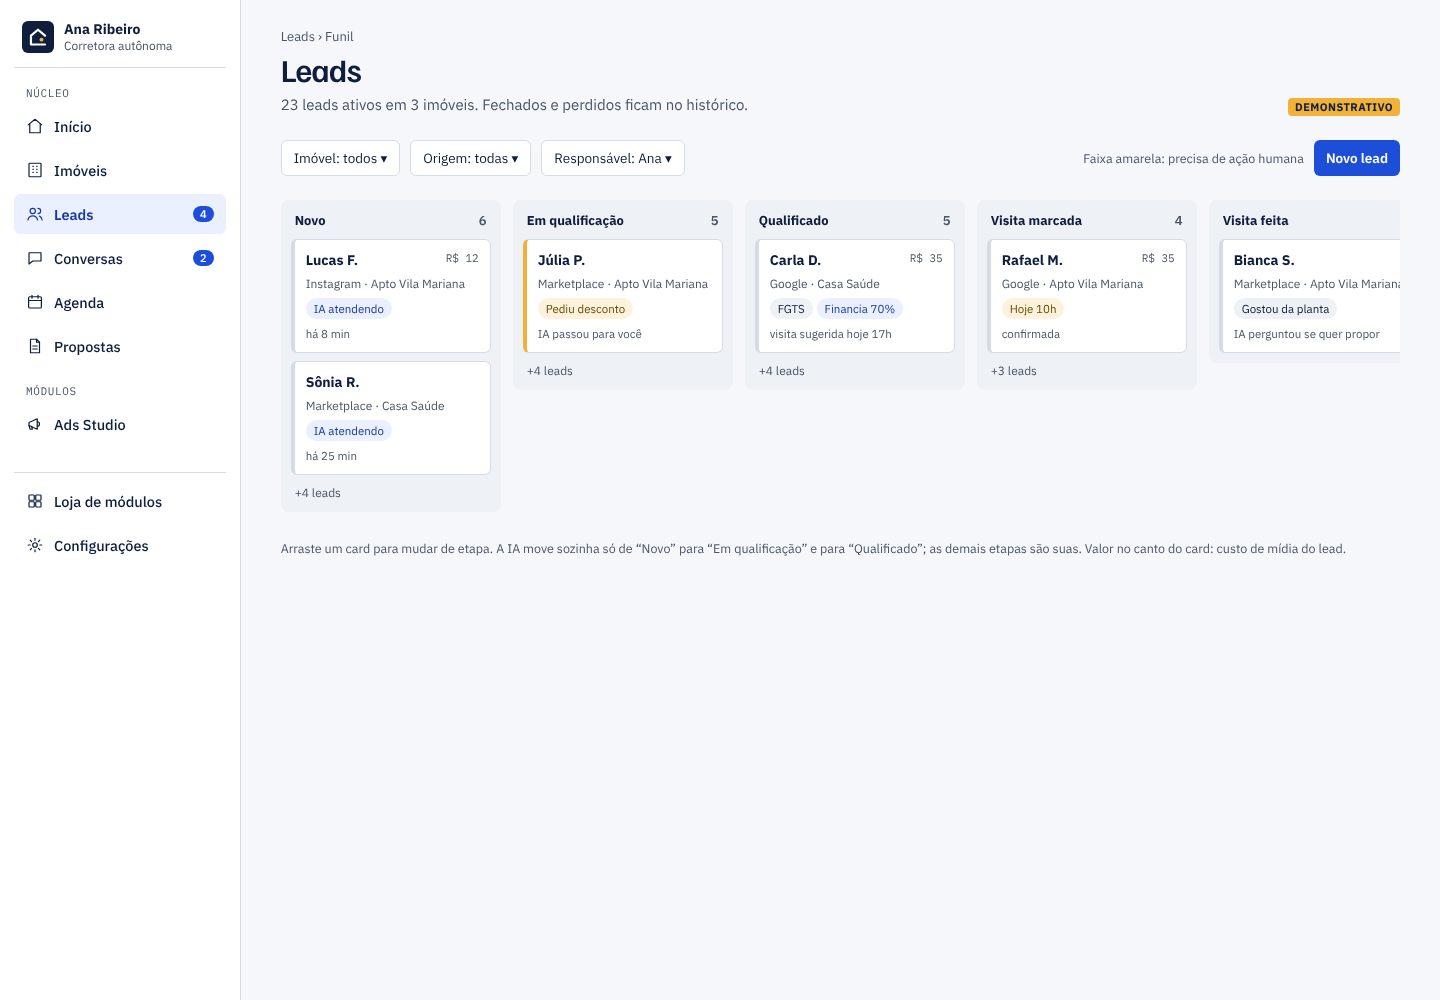 Ana Ribeiro
Corretora autônoma
NÚCLEO
Início
Imóveis
Leads 4
Conversas 2
Agenda
Propostas
MÓDULOS
Ads Studio
Loja de módulos
Configurações
Leads › Funil
Leads
23 leads ativos em 3 imóveis. Fechados e perdidos ficam no histórico.
DEMONSTRATIVO
Imóvel: todos ▾ Origem: todas ▾ Responsável: Ana ▾
Faixa amarela: precisa de ação humana
Novo lead
Novo 6
Lucas F. R$ 12
Instagram · Apto Vila Mariana
IA atendendo
há 8 min
Sônia R.
Marketplace · Casa Saúde
IA atendendo
há 25 min
+4 leads
Em qualificação 5
Júlia P.
Marketplace · Apto Vila Mariana
Pediu desconto
IA passou para você
+4 leads
Qualificado 5
Carla D. R$ 35
Google · Casa Saúde
FGTS Financia 70%
visita sugerida hoje 17h
+4 leads
Visita marcada 4
Rafael M. R$ 35
Google · Apto Vila Mariana
Hoje 10h
confirmada
+3 leads
Visita feita
Bianca S.
Marketplace · Apto Vila Mariana
Gostou da planta
IA perguntou se quer propor
Arraste um card para mudar de etapa. A IA move sozinha só de “Novo” para “Em qualificação” e para “Qualificado”; as demais etapas são suas. Valor no canto do card: custo de mídia do lead.